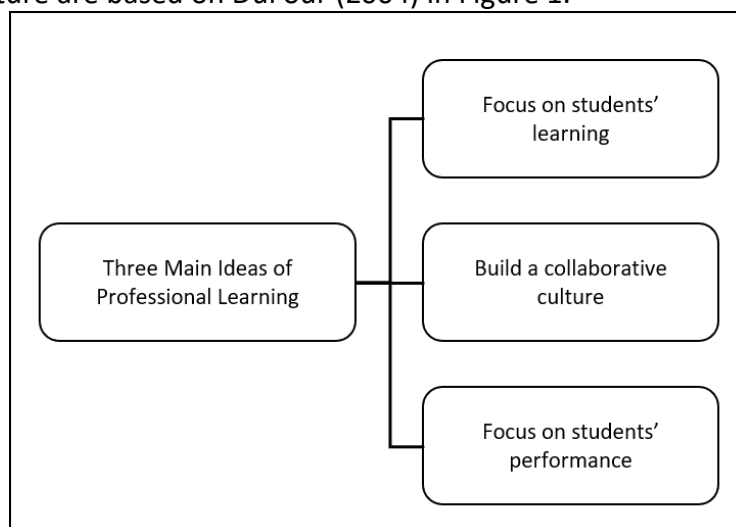 ture are based on DuFour (2004) in Figure 1.
Focus on students’
learning
Three Main Ideas of
Professional Learning
Build a collaborative
culture
Focus on students’
performance